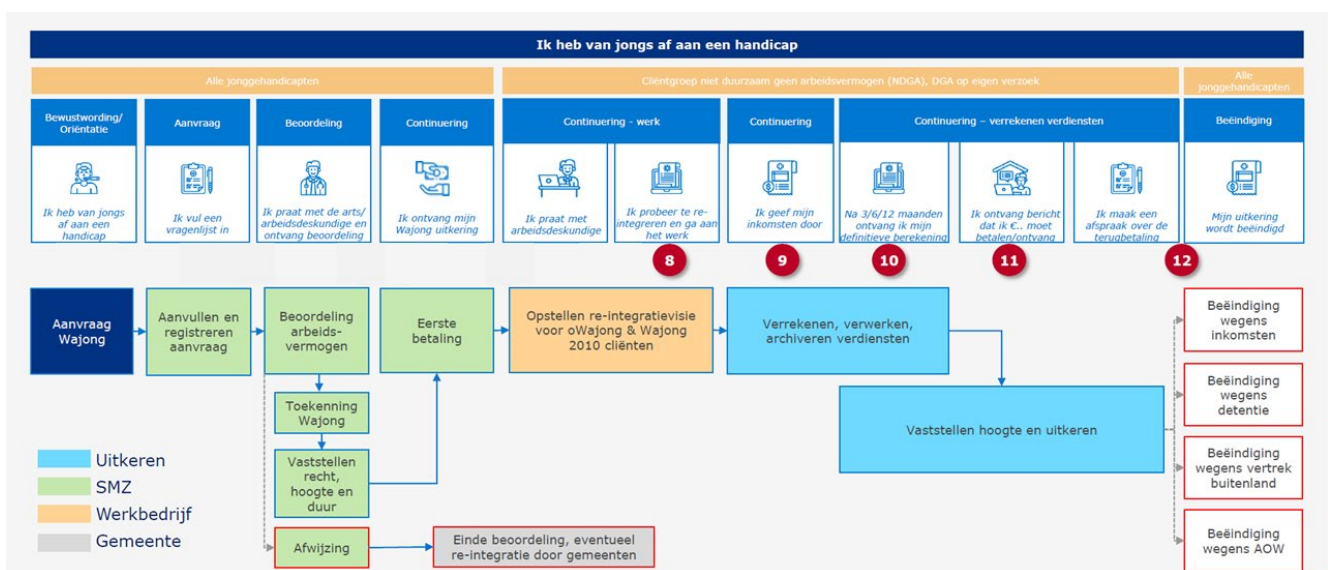 Ik heb van jongs af aan een handicap
Alle jonggehandicapten
Cliëntgroep niet duurzaam geen arbeidsvermogen (NDGA), DGA op eigen verzoek
Alle
jonggehandicapten
Bewustwording/
Oriëntatie
Aanvraag
Beoordeling
Continuering
Continuering - werk
Continuering
Continuering – verrekenen verdiensten
Beëindiging
Ik heb van jongs
af aan een
handicap
Ik vul een
vragenlijst in
Ik praat met de arts/
arbeidsdeskundige en
ontvang beoordeling
Ik ontvang mijn
Wajong uitkering
Ik praat met
arbeidsdeskundige
Ik probeer te re-
integreren en ga aan
het werk
Ik geef mijn
inkomsten door
Na 3/6/12 maanden
ontvang ik mijn
definitieve berekening
Ik ontvang bericht
dat ik €.. moet
betalen/ontvang
Ik maak een
afspraak over de
terugbetaling
Mijn uitkering
wordt beëindigd
8
9
10
11
12
Aanvraag
Wajong
Aanvullen en
registreren
aanvraag
Beoordeling
arbeids-
vermogen
Eerste
betaling
Opstellen re-integratievisie
voor oWajong & Wajong
2010 cliënten
Verrekenen, verwerken,
archiveren verdiensten
Beëindiging
wegens
inkomsten
Toekenning
Wajong
Vaststellen hoogte en uitkeren
Beëindiging
wegens
detentie
Vaststellen
recht,
hoogte en
duur
Beëindiging
wegens vertrek
buitenland
Afwijzing
Einde beoordeling, eventueel
re-integratie door gemeenten
Beëindiging
wegens AOW
Uitkeren
SMZ
Werkbedrijf
Gemeente